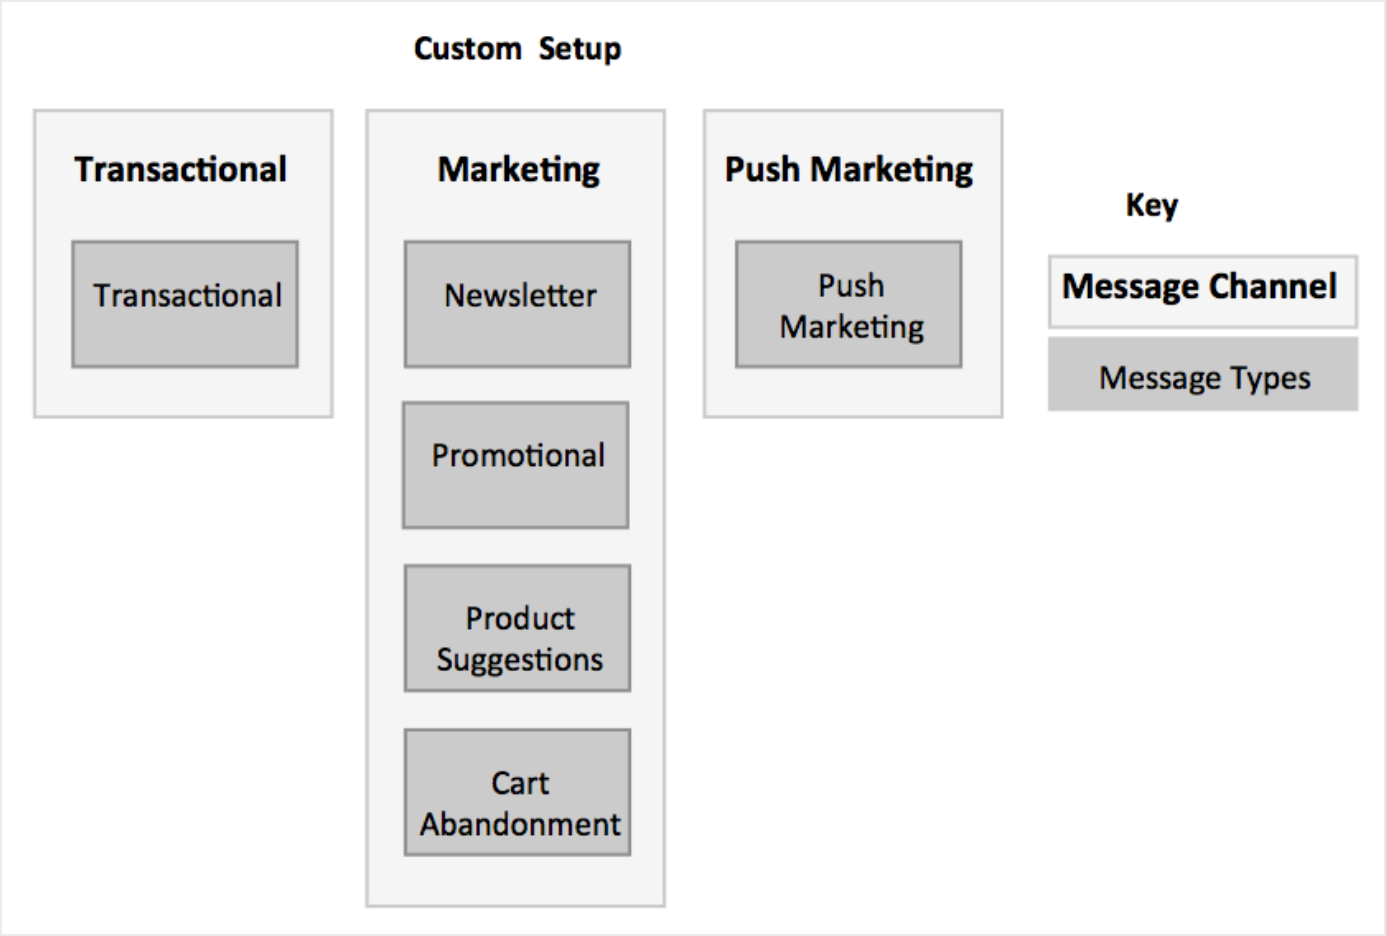 Custom Setup
Transactional
Transactional
Marketing
Newsletter
Promotional
Product
Suggestions
Cart
Abandonment
Push Marketing
Push
Marketing
Key
Message Channel
Message Types